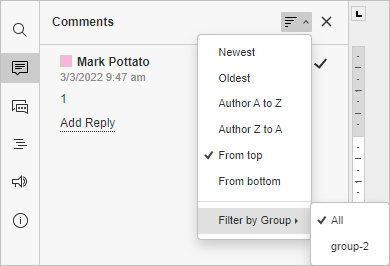 Comments
Mark Pottato
3/3/2022 9:47 am
1
Add Reply
Newest
Oldest
Author A to Z
Author Z to A
From top
From bottom
Filter by Group
All
group-2